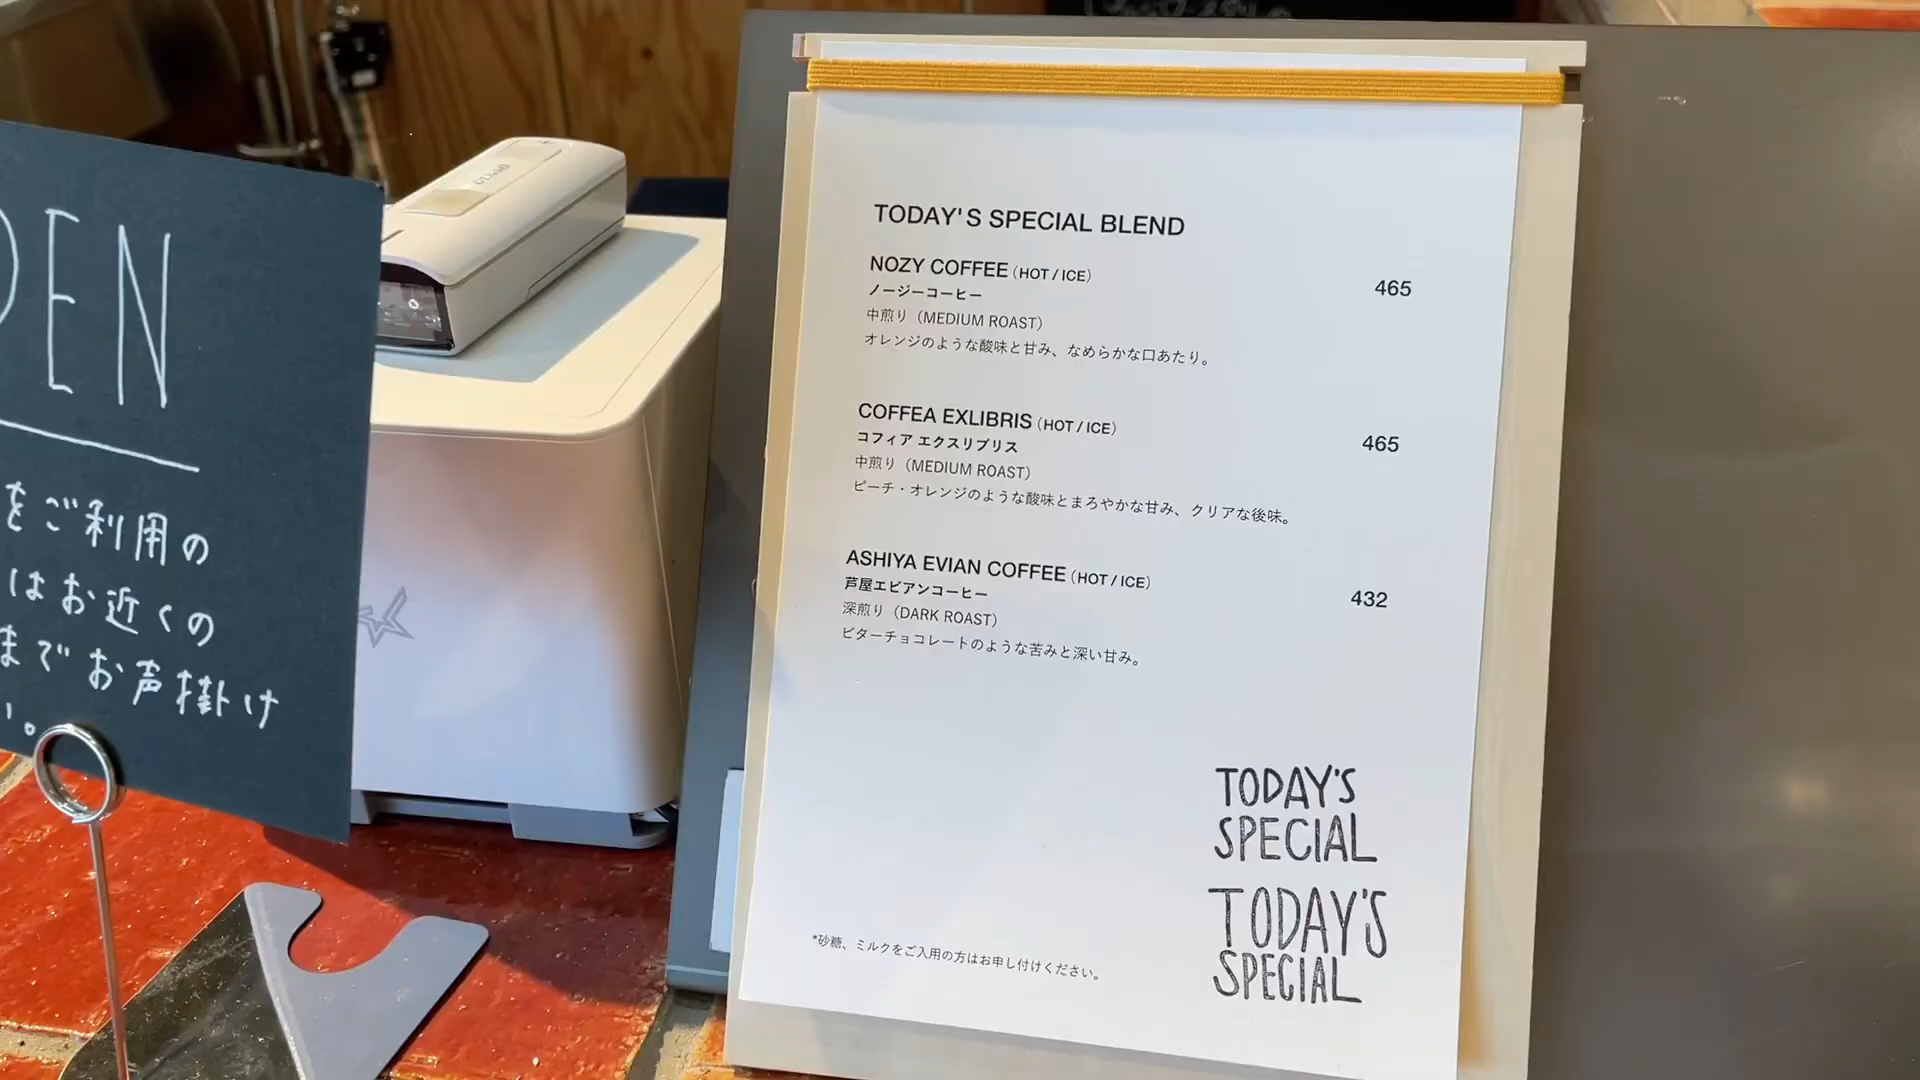 PEN
をご利用の
はお近くの
までお声掛け
い。
TODAY'S SPECIAL BLEND
NOZY COFFEE (HOT / ICE)
465
ノージーコーヒー
中煎り（MEDIUM ROAST）
オレンジのような酸味と甘み、なめらかな口あたり。
COFFEA EXLIBRIS (HOT / ICE)
465
コフィア エクスリブリス
中煎り（MEDIUM ROAST）
ピーチ・オレンジのような酸味とまろやかな甘み、クリアな後味。
ASHIYA EVIAN COFFEE (HOT / ICE)
432
芦屋エビアンコーヒー
深煎り（DARK ROAST）
ビターチョコレートのような苦みと深い甘み。
TODAY'S
SPECIAL
TODAY'S
SPECIAL
*砂糖、ミルクをご入用の方はお申し付けください。